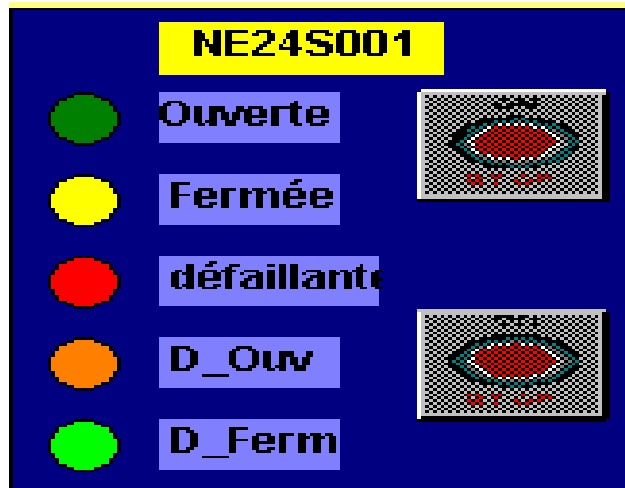 NE24S001
Ouverte
Fermée
défaillante
D_Ouv
D_Ferm